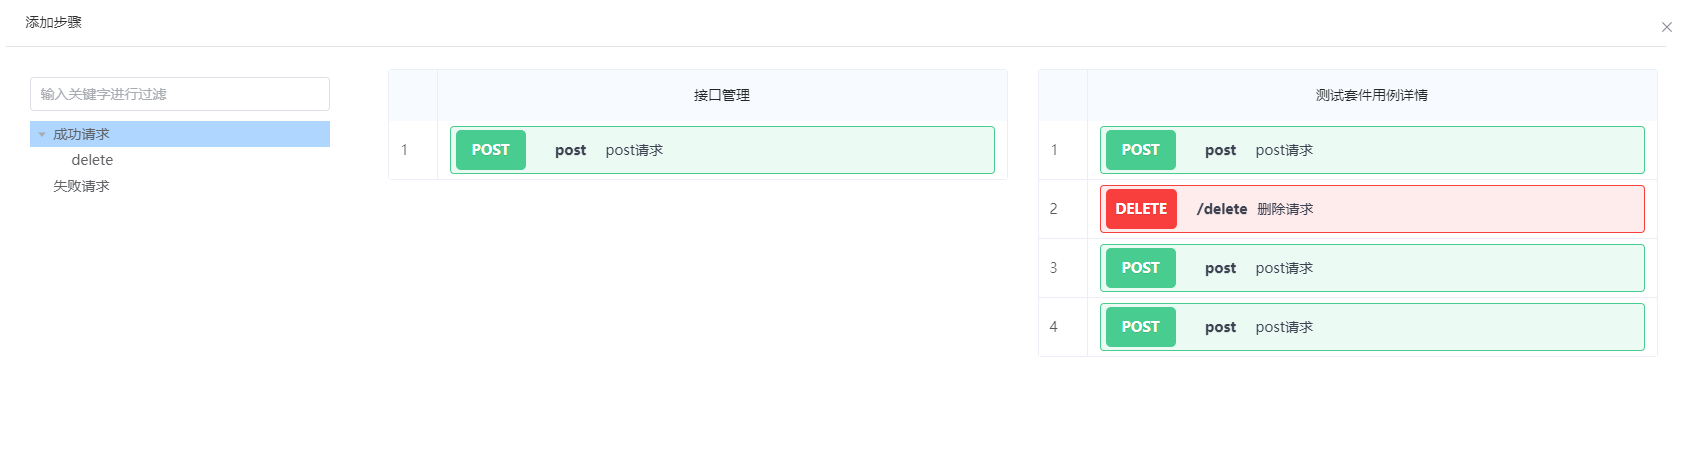 添加步骤
输入关键字进行过滤
成功请求
delete
失败请求
接口管理
1 POST post post请求
测试套件用例详情
1 POST post post请求
2 DELETE /delete 删除请求
3 POST post post请求
4 POST post post请求